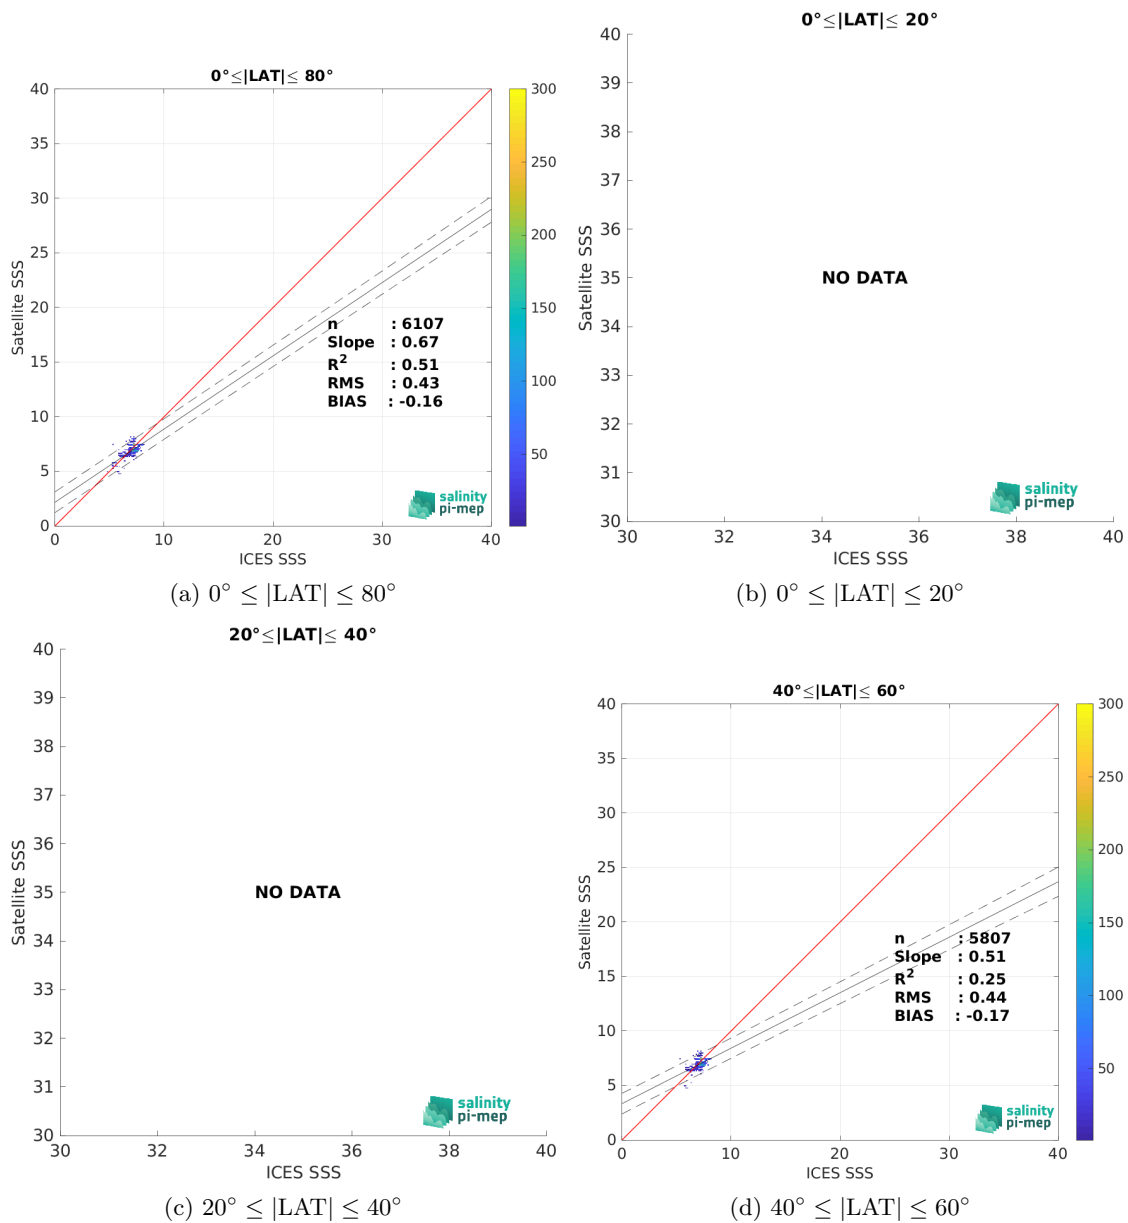 0°≤|LAT|≤ 80°
40
35
30
25
20
15
10
5
0
0
10
20
30
40
Satellite SSS
ICES SSS
n : 6107
Slope : 0.67
R2 : 0.51
RMS : 0.43
BIAS : -0.16
salinity
pi-mep
300
250
200
150
100
50
(a) 0° ≤ |LAT| ≤ 80°
0°≤|LAT|≤ 20°
40
39
38
37
36
35
34
33
32
31
30
30
32
34
36
38
40
Satellite SSS
ICES SSS
NO DATA
salinity
pi-mep
(b) 0° ≤ |LAT| ≤ 20°
20°≤|LAT|≤ 40°
40
39
38
37
36
35
34
33
32
31
30
30
32
34
36
38
40
Satellite SSS
ICES SSS
NO DATA
salinity
pi-mep
(c) 20° ≤ |LAT| ≤ 40°
40°≤|LAT|≤ 60°
40
35
30
25
20
15
10
5
0
0
10
20
30
40
Satellite SSS
ICES SSS
n : 5807
Slope : 0.51
R2 : 0.25
RMS : 0.44
BIAS : -0.17
salinity
pi-mep
300
250
200
150
100
50
(d) 40° ≤ |LAT| ≤ 60°